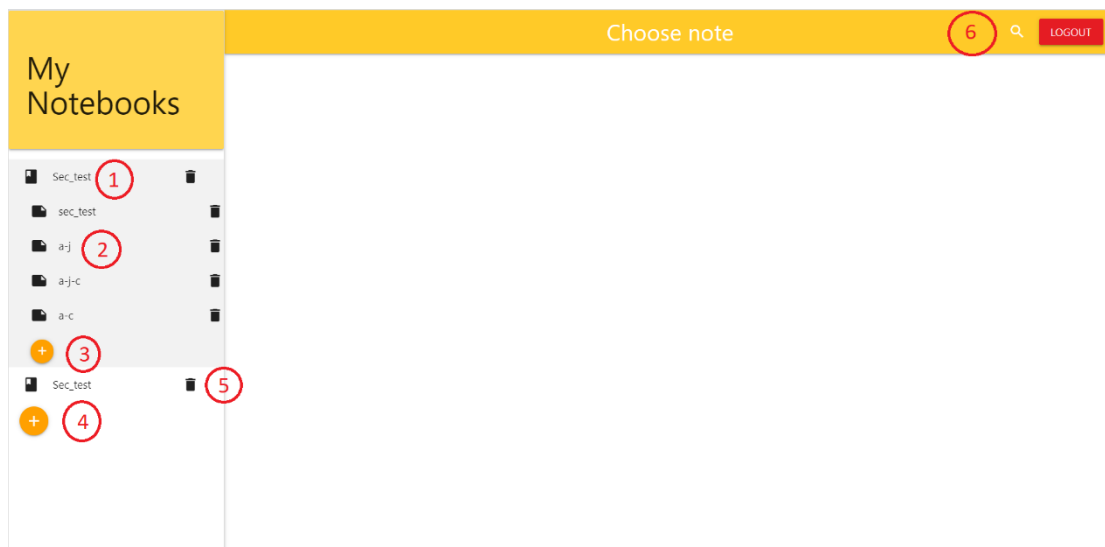 Choose note
6
LOGOUT
My
Notebooks
Sec_test
1
sec_test
a-j
2
a-j-c
a-c
+
3
Sec_test
5
+
4